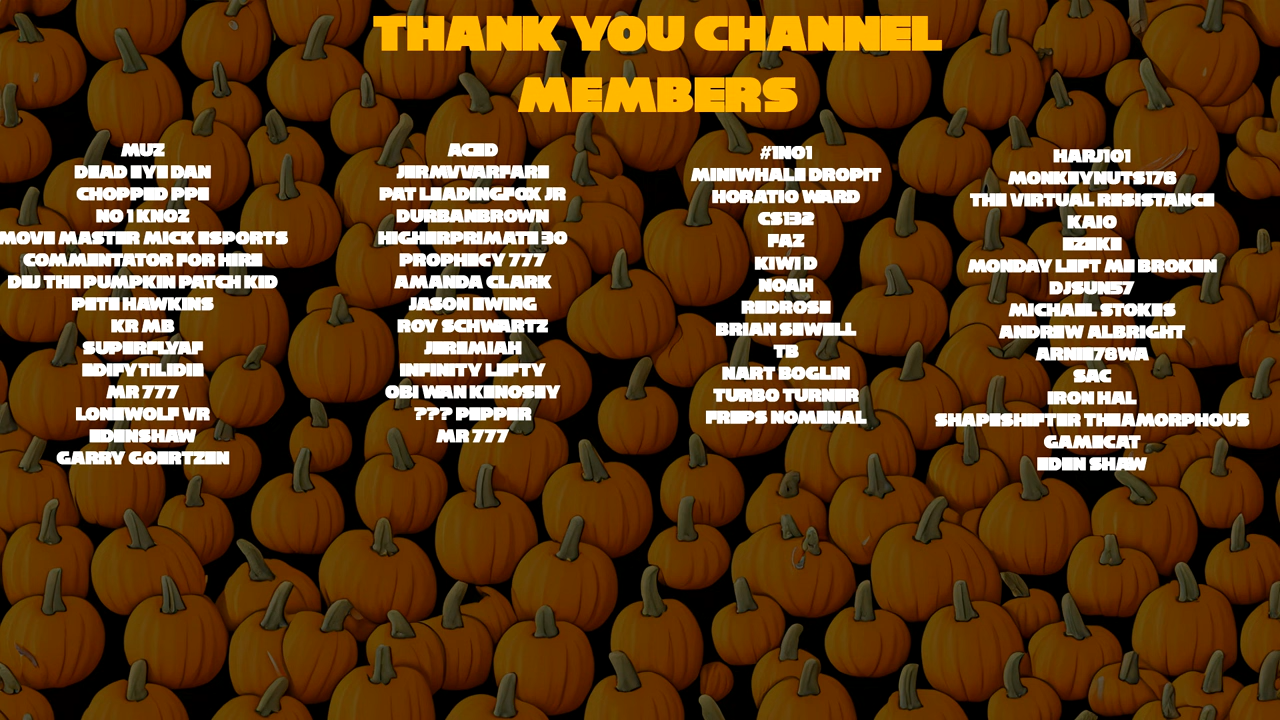 THANK YOU CHANNEL
MEMBERS
MUZ
DEAD EYE DAN
CHOPPED PPE
NO 1 KNOZ
MOVE MASTER MICK ESPORTS
COMMENTATOR FOR HIRE
DEJ THE PUMPKIN PATCH KID
PETE HAWKINS
KR MB
SUPERFLYAF
EDIFYTILIDIE
MR 777
LONEWOLF VR
EDENSHAW
GARRY GOERTZEN
ACED
JERMVVARFARE
PAT LEADINGFOX JR
DURBANBROWN
HIGHERPRIMATE 30
PROPHECY 777
AMANDA CLARK
JASON EWING
ROY SCHWARTZ
JEREMIAH
INFINITY LEFTY
OBI WAN KENOSEY
??? PEPPER
MR 777
#1NO1
MINIWHALE DROPIT
HORATIO WARD
CS132
FAZ
KIWI D
NOAH
REDROSE
BRIAN SEWELL
TB
NART BOGLIN
TURBO TURNER
FREPS NOMENAL
HARJ101
MONKEYNUTS178
THE VIRTUAL RESISTANCE
KAIO
EZEKE
MONDAY LEFT ME BROKEN
DJSUN57
MICHAEL STOKES
ANDREW ALBRIGHT
ARNIE78WA
SAC
IRON HAL
SHAPESHIFTER THEAMORPHOUS
GAMECAT
EDEN SHAW